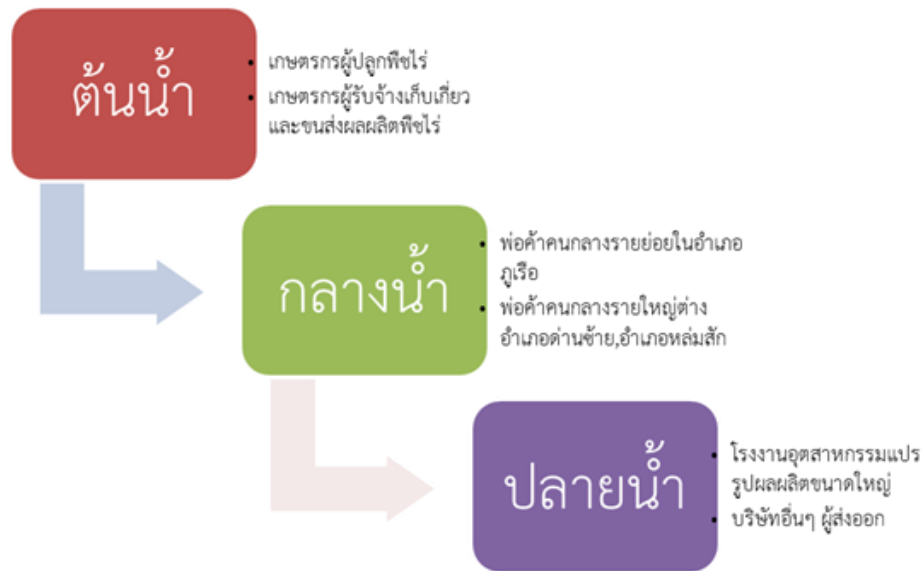 ต้นน้ำ
• เกษตรกรผู้ปลูกพืชไร่
• เกษตรกรผู้รับจ้างเก็บเกี่ยว
และขนส่งผลผลิตพืชไร่
กลางน้ำ
• พ่อค้าคนกลางรายย่อยในอำเภอ
ภูเรือ
• พ่อค้าคนกลางรายใหญ่ต่าง
อำเภอด่านซ้าย,อำเภอหล่มสัก
ปลายน้ำ
• โรงงานอุตสาหกรรมแปร
รูปผลผลิตขนาดใหญ่
• บริษัทอื่นๆ ผู้ส่งออก